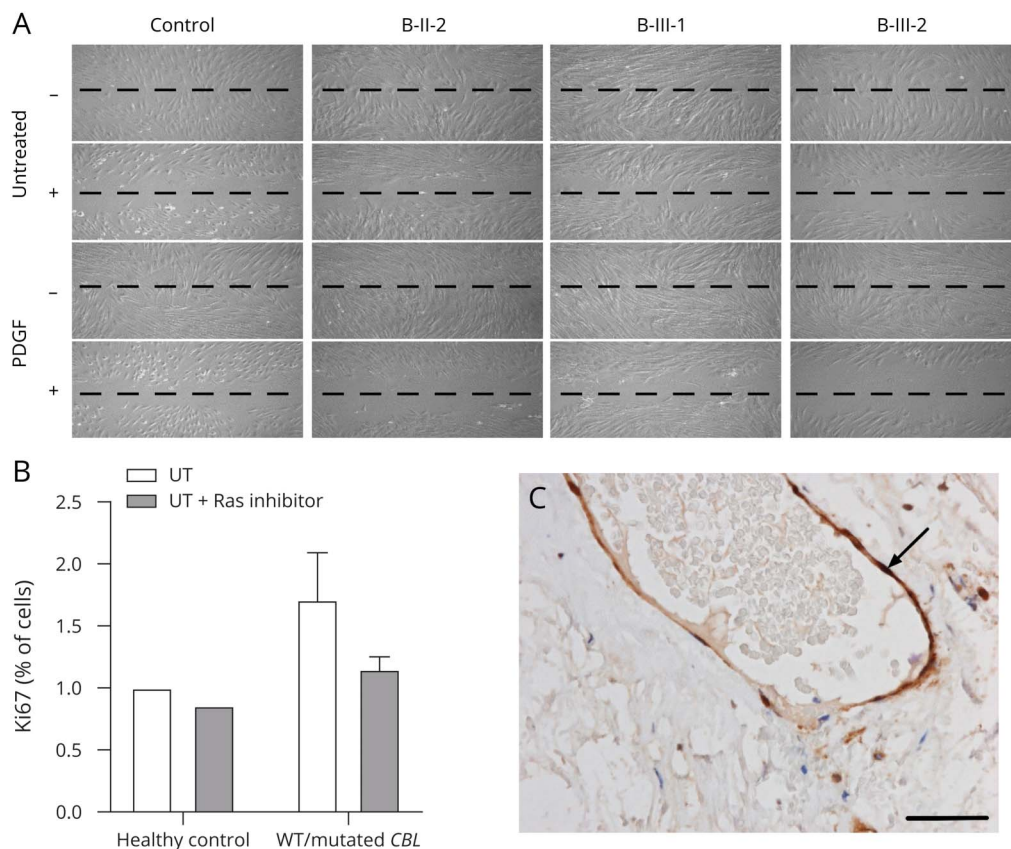 A
Control
B-II-2
B-III-1
B-III-2
Untreated
–
+
PDGF
–
+
B
UT
UT + Ras inhibitor
Ki67 (% of cells)
2.5
2.0
1.5
1.0
0.5
0.0
Healthy control
WT/mutated CBL
C